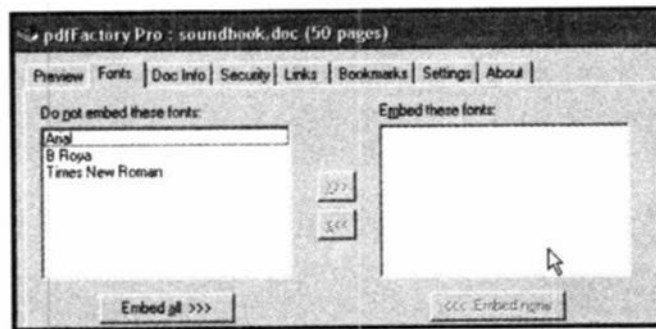 pdfFactory Pro : soundbook.doc (50 pages)
Preview Fonts Doc Info Security Links Bookmarks Settings About
Do not embed these fonts:
Embed these fonts:
Arial
B Roya
Times New Roman
>>>
<<<
Embed all >>>
<<< Embed none